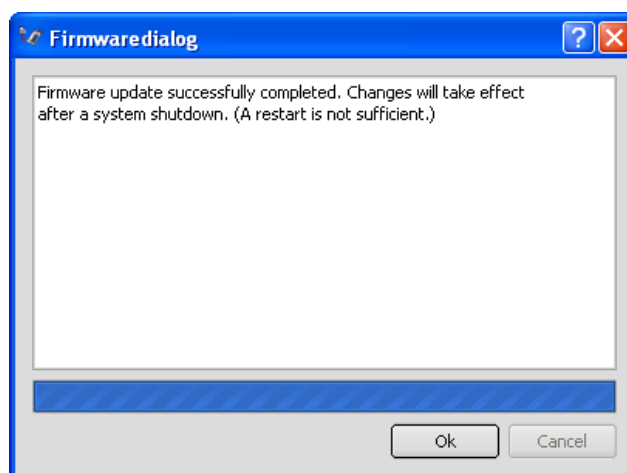 Firmwaredialog
Firmware update successfully completed. Changes will take effect
after a system shutdown. (A restart is not sufficient.)
Ok
Cancel